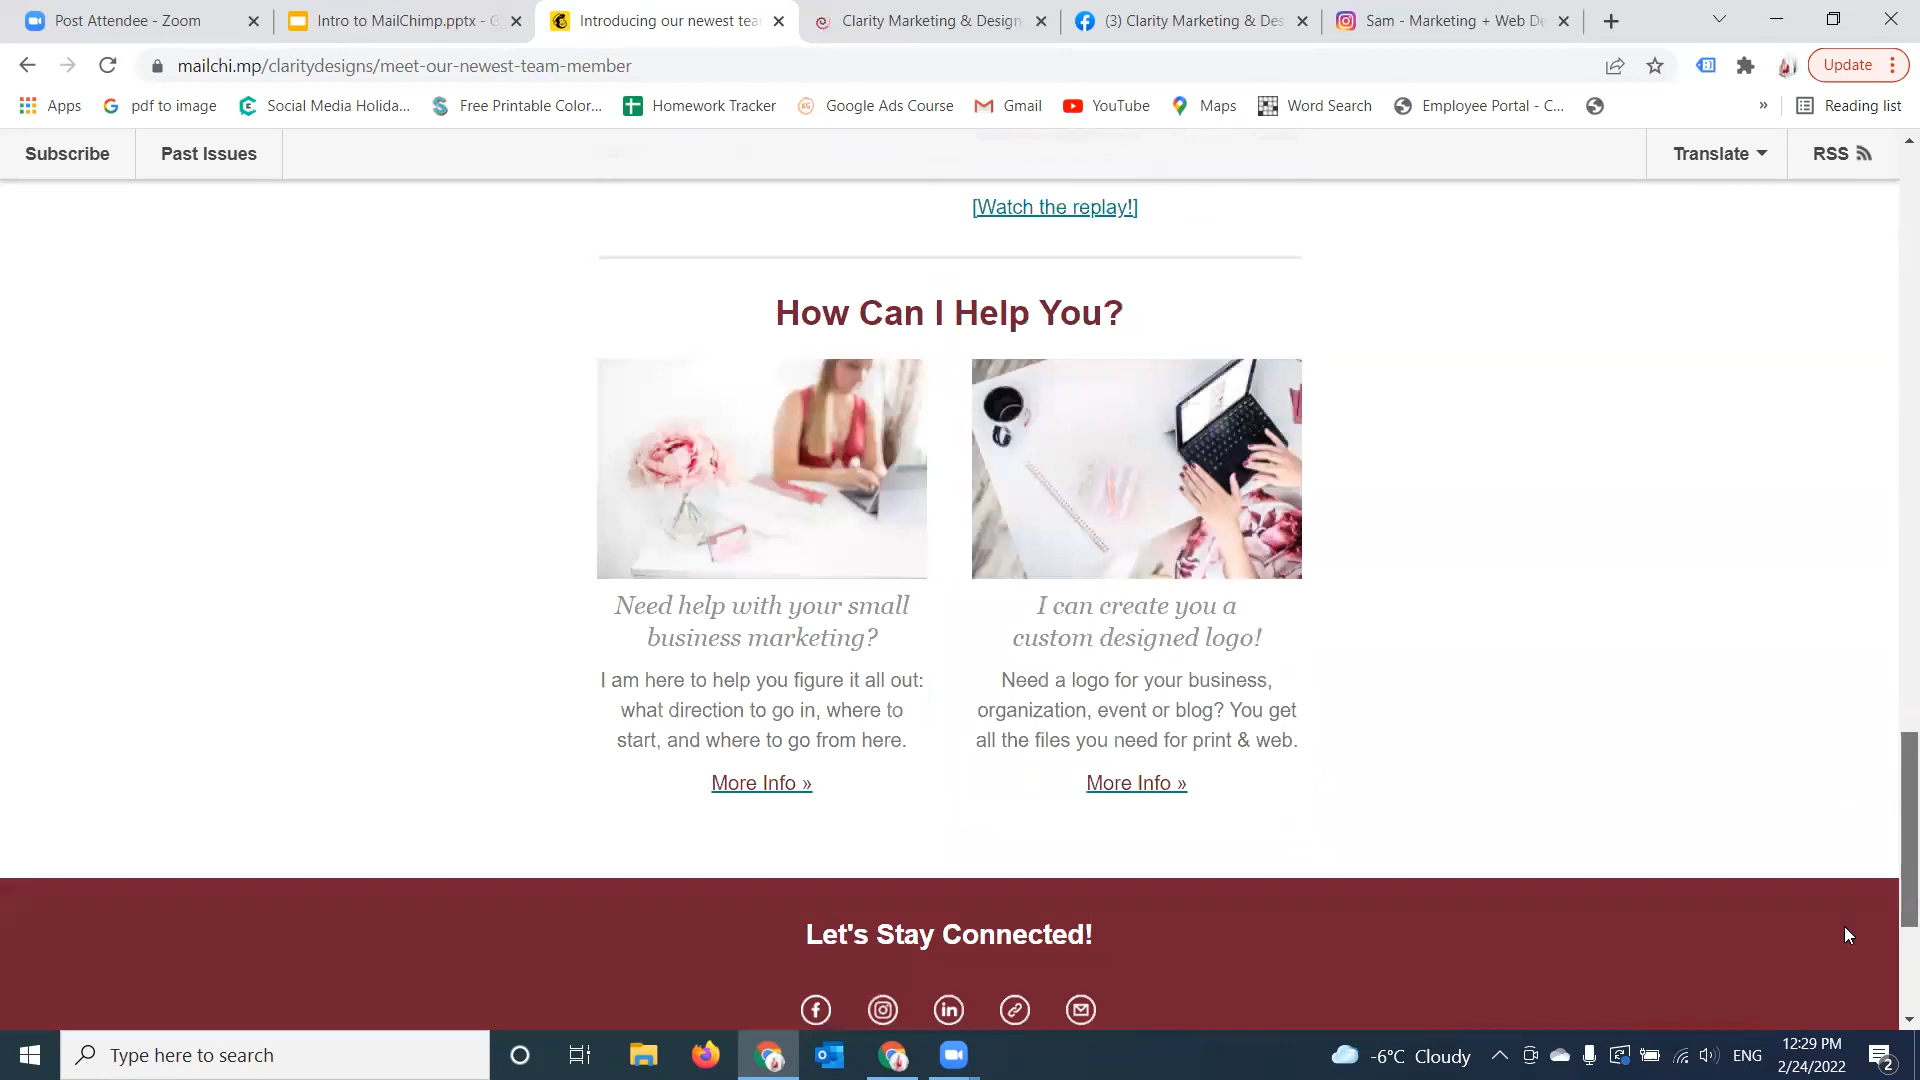 Post Attendee - Zoom
Intro to MailChimp.pptx - G
Introducing our newest tea
Clarity Marketing & Design
(3) Clarity Marketing & Des
Sam - Marketing + Web De
mailchi.mp/claritydesigns/meet-our-newest-team-member
Update
Apps
pdf to image
Social Media Holida...
Free Printable Color...
Homework Tracker
Google Ads Course
Gmail
YouTube
Maps
Word Search
Employee Portal - C...
»
Reading list
Subscribe
Past Issues
Translate
RSS
[Watch the replay!]
How Can I Help You?
Need help with your small
business marketing?
I am here to help you figure it all out:
what direction to go in, where to
start, and where to go from here.
More Info »
I can create you a
custom designed logo!
Need a logo for your business,
organization, event or blog? You get
all the files you need for print & web.
More Info »
Let's Stay Connected!
Type here to search
-6°C Cloudy
ENG
12:29 PM
2/24/2022
2